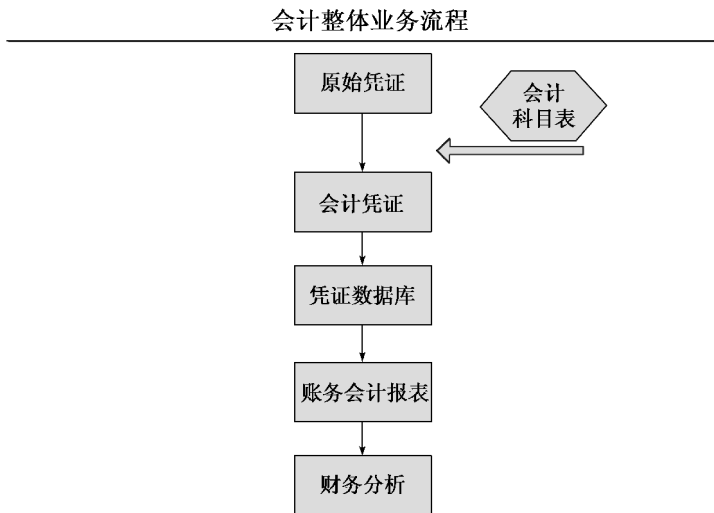 会计整体业务流程
原始凭证
会计
科目表
会计凭证
凭证数据库
账务会计报表
财务分析